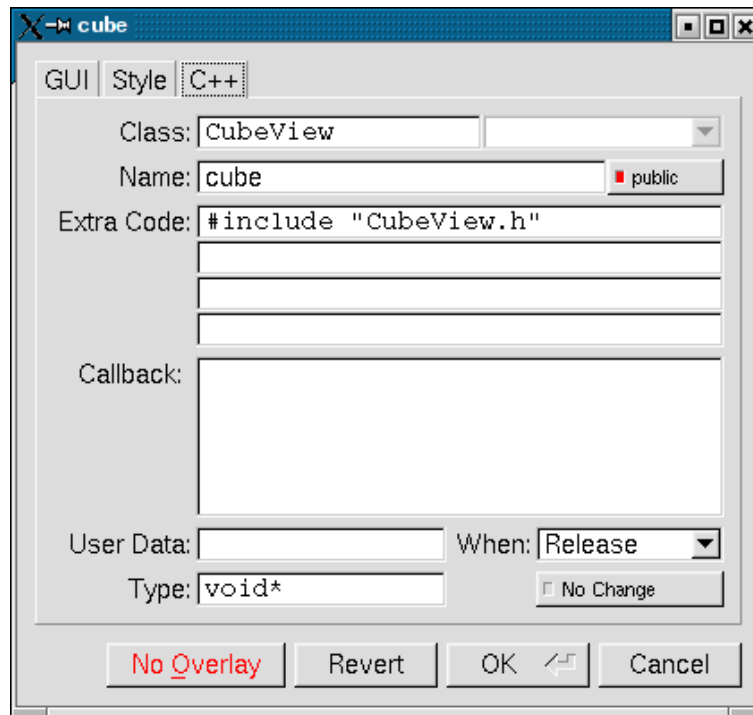 cube
GUI Style C++
Class: CubeView
Name: cube public
Extra Code: #include "CubeView.h"
Callback:
User Data: When: Release
Type: void* No Change
No Overlay Revert OK Cancel